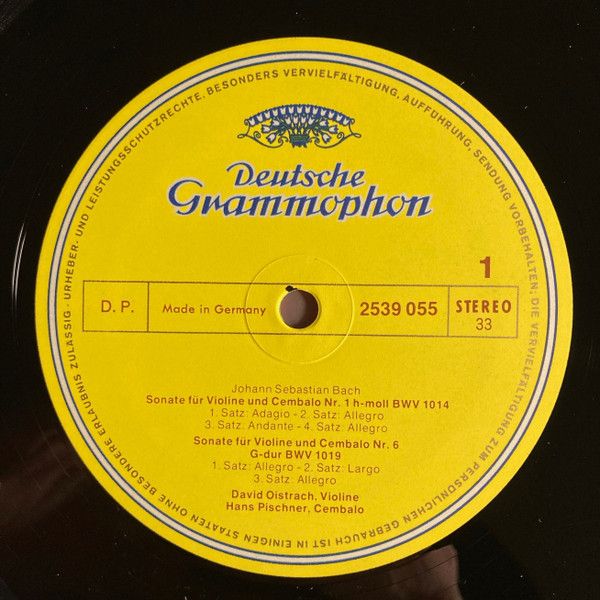 URHEBER- UND LEISTUNGSSCHUTZRECHTE, BESONDERS VERVIELFÄLTIGUNG, AUFFÜHRUNG, SENDUNG VORBEHALTEN; DIE VERVIELFÄLTIGUNG ZUM PERSÖNLICHEN GEBRAUCH IST IN EINIGEN STAATEN OHNE BESONDERE ERLAUBNIS ZULÄSSIG ·
Deutsche
Grammophon
1
D. P. Made in Germany 2539 055 STEREO
33
Johann Sebastian Bach
Sonate für Violine und Cembalo Nr. 1 h-moll BWV 1014
1. Satz: Adagio - 2. Satz: Allegro
3. Satz: Andante - 4. Satz: Allegro
Sonate für Violine und Cembalo Nr. 6
G-dur BWV 1019
1. Satz: Allegro - 2. Satz: Largo
3. Satz: Allegro
David Oistrach, Violine
Hans Pischner, Cembalo